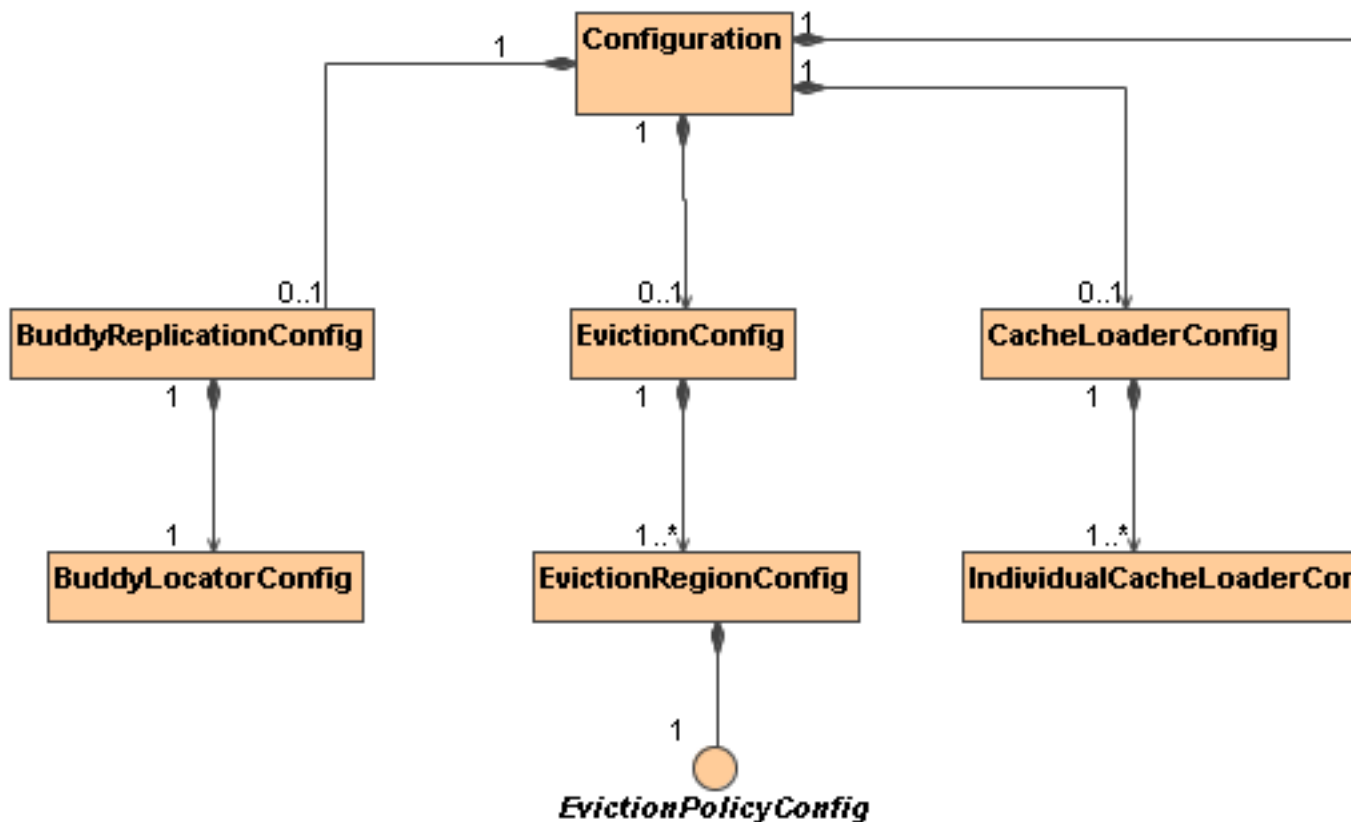 1
Configuration
1
1
1
0..1
0..1
0..1
BuddyReplicationConfig
EvictionConfig
CacheLoaderConfig
1
1
1
1
1..*
1..*
BuddyLocatorConfig
EvictionRegionConfig
IndividualCacheLoaderCon
1
EvictionPolicyConfig